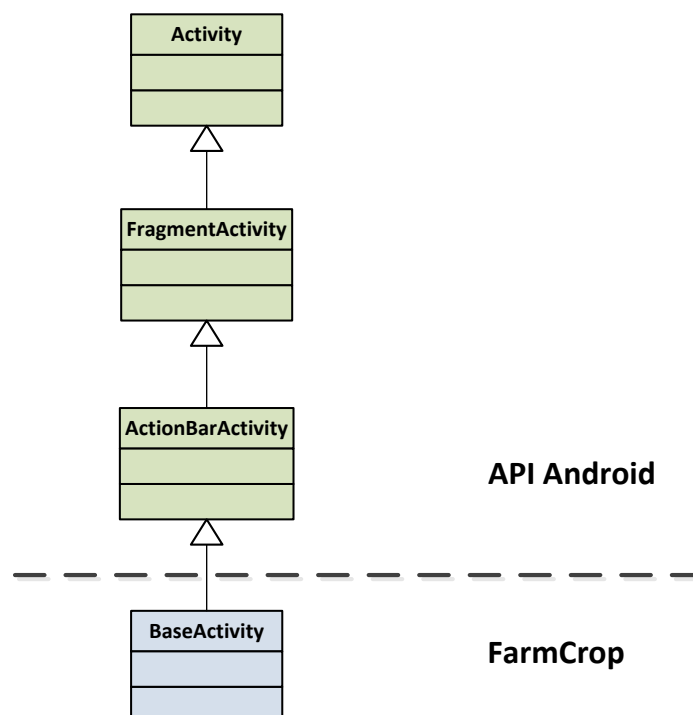 Activity
FragmentActivity
ActionBarActivity
API Android
BaseActivity
FarmCrop